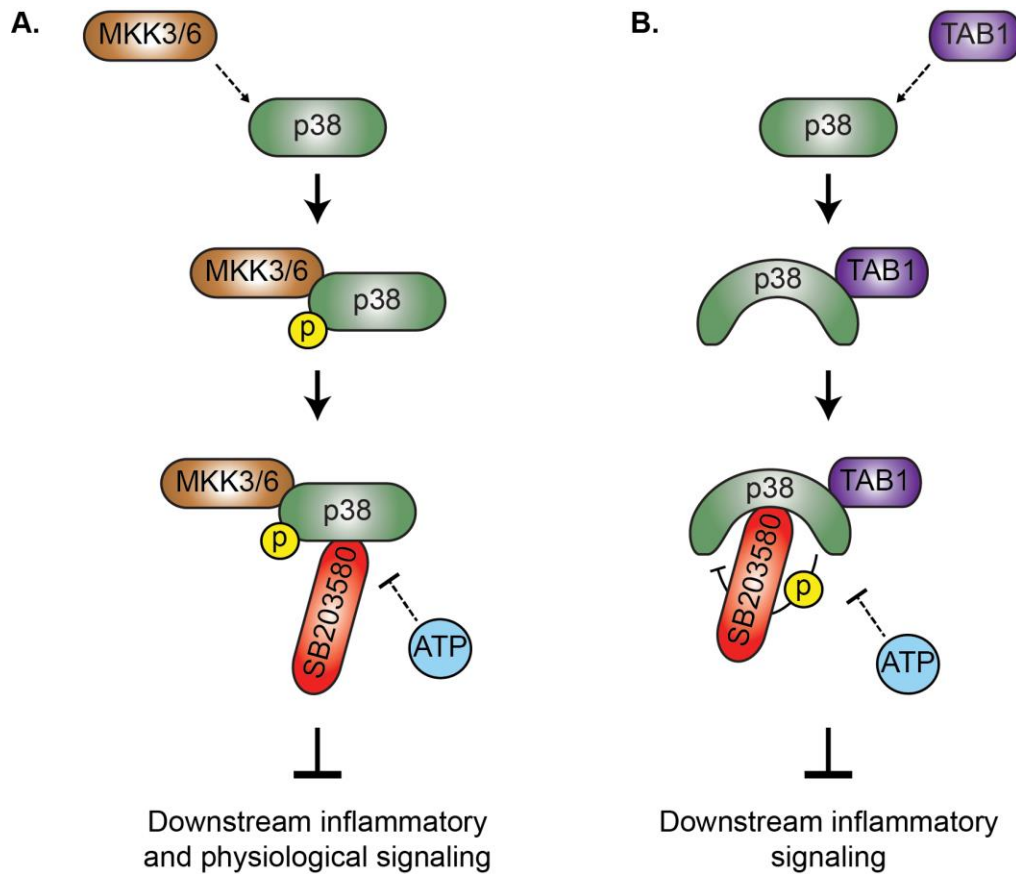 A.
MKK3/6
p38
MKK3/6
p38
p
MKK3/6
p38
p
SB203580
ATP
Downstream inflammatory
and physiological signaling
B.
TAB1
p38
p38
TAB1
p38
TAB1
SB203580
p
ATP
Downstream inflammatory
signaling